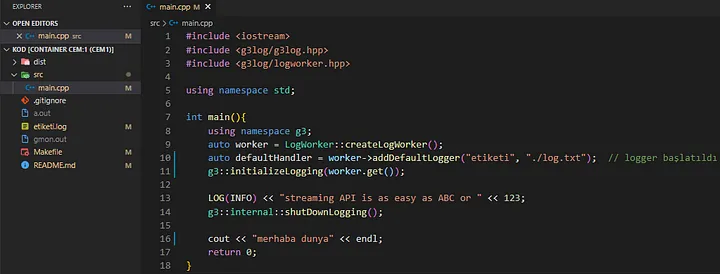 EXPLORER
OPEN EDITORS
main.cpp src M
KOD [CONTAINER CEM:1 (CEM1)]
dist
src
main.cpp M
.gitignore
a.out
etiketi.log M
gmon.out
Makefile M
README.md M
main.cpp M
src > main.cpp
1 #include <iostream>
2 #include <g3log/g3log.hpp>
3 #include <g3log/logworker.hpp>
4
5 using namespace std;
6
7 int main(){
8 using namespace g3;
9 auto worker = LogWorker::createLogWorker();
10 auto defaultHandler = worker->addDefaultLogger("etiketi", "./log.txt"); // logger başlatıldı
11 g3::initializeLogging(worker.get());
12
13 LOG(INFO) << "streaming API is as easy as ABC or " << 123;
14 g3::internal::shutDownLogging();
15
16 cout << "merhaba dunya" << endl;
17 return 0;
18 }